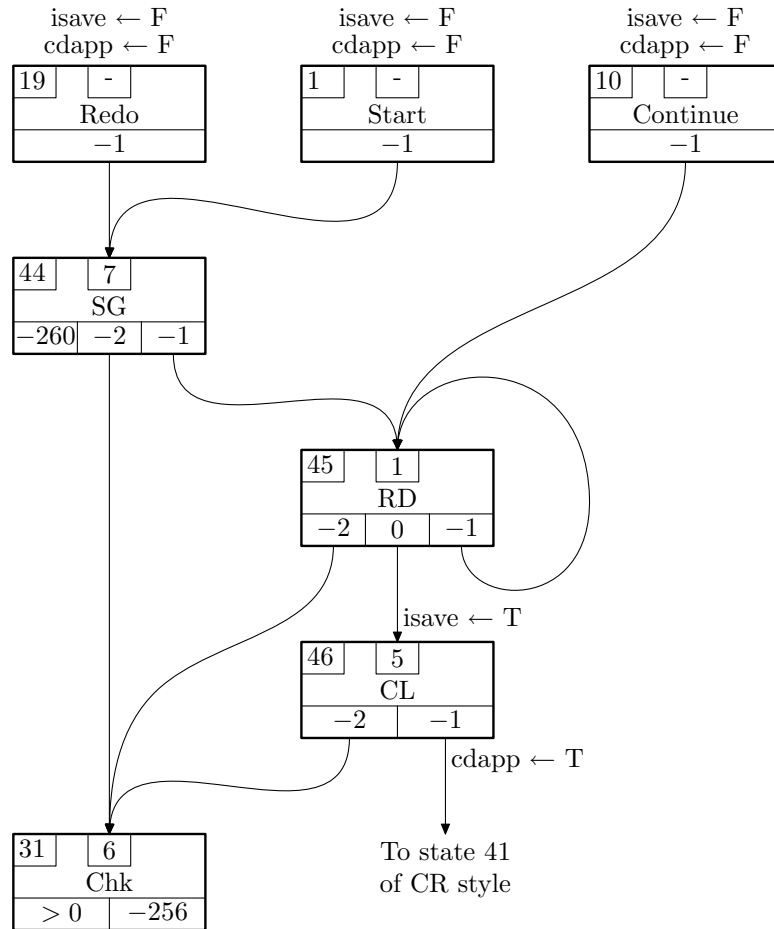 isave ← F
cdapp ← F
isave ← F
cdapp ← F
isave ← F
cdapp ← F
19 -
Redo
−1
1 -
Start
−1
10 -
Continue
−1
44 7
SG
−260 −2 −1
45 1
RD
−2 0 −1
isave ← T
46 5
CL
−2 −1
cdapp ← T
31 6
Chk
> 0 −256
To state 41
of CR style